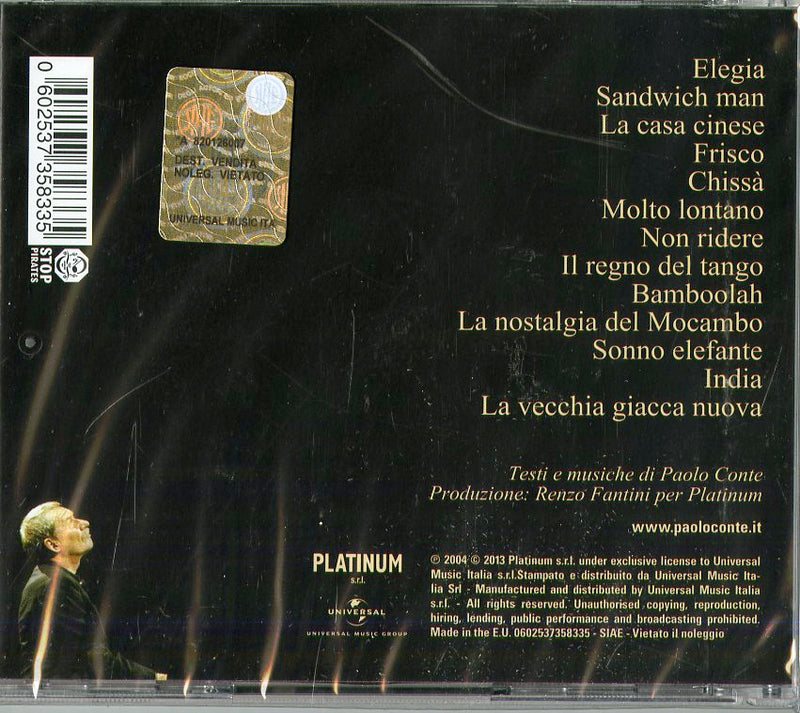 Elegia
Sandwich man
La casa cinese
Frisco
Chissà
Molto lontano
Non ridere
Il regno del tango
Bamboolah
La nostalgia del Mocambo
Sonno elefante
India
La vecchia giacca nuova
Testi e musiche di Paolo Conte
Produzione: Renzo Fantini per Platinum
www.paoloconte.it
℗ 2004 © 2013 Platinum s.r.l. under exclusive license to Universal
Music Italia s.r.l.Stampato e distribuito da Universal Music Ita-
lia Srl - Manufactured and distributed by Universal Music Italia
s.r.l. - All rights reserved. Unauthorised copying, reproduction,
hiring, lending, public performance and broadcasting prohibited.
Made in the E.U. 0602537358335 - SIAE - Vietato il noleggio
PLATINUM
s.r.l.
UNIVERSAL
UNIVERSAL MUSIC GROUP
0 602537 358335
STOP
PIRATES
DEST. VENDITA
NOLEG. VIETATO
UNIVERSAL MUSIC ITA